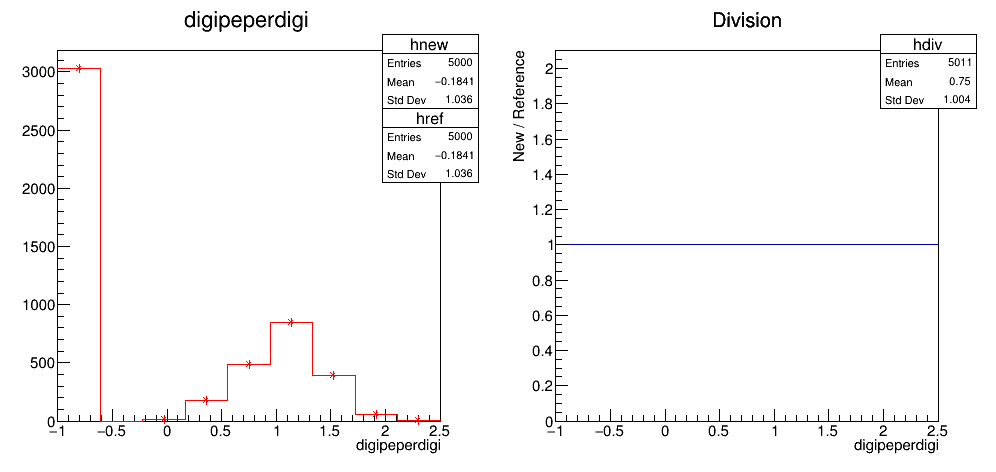 digipeperdigi
hnew
Entries 5000
Mean −0.1841
Std Dev 1.036
href
Entries 5000
Mean −0.1841
Std Dev 1.036
3000
2500
2000
1500
1000
500
0
−1 −0.5 0 0.5 1 1.5 2 2.5
digipeperdigi
Division
hdiv
Entries 5011
Mean 0.75
Std Dev 1.004
New / Reference
2
1.8
1.6
1.4
1.2
1
0.8
0.6
0.4
0.2
0
−1 −0.5 0 0.5 1 1.5 2 2.5
digipeperdigi